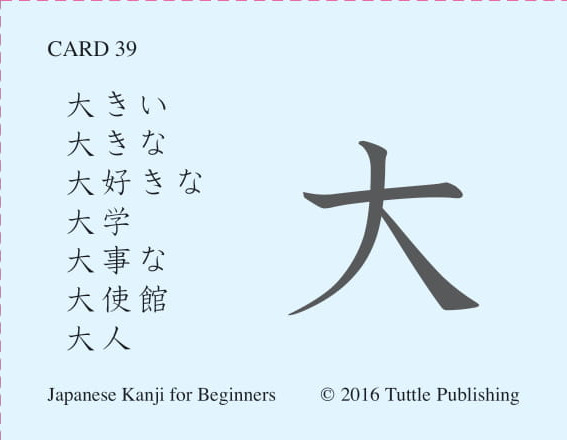 CARD 39
大きい
大きな
大好きな
大学
大事な
大使館
大人
大
Japanese Kanji for Beginners © 2016 Tuttle Publishing